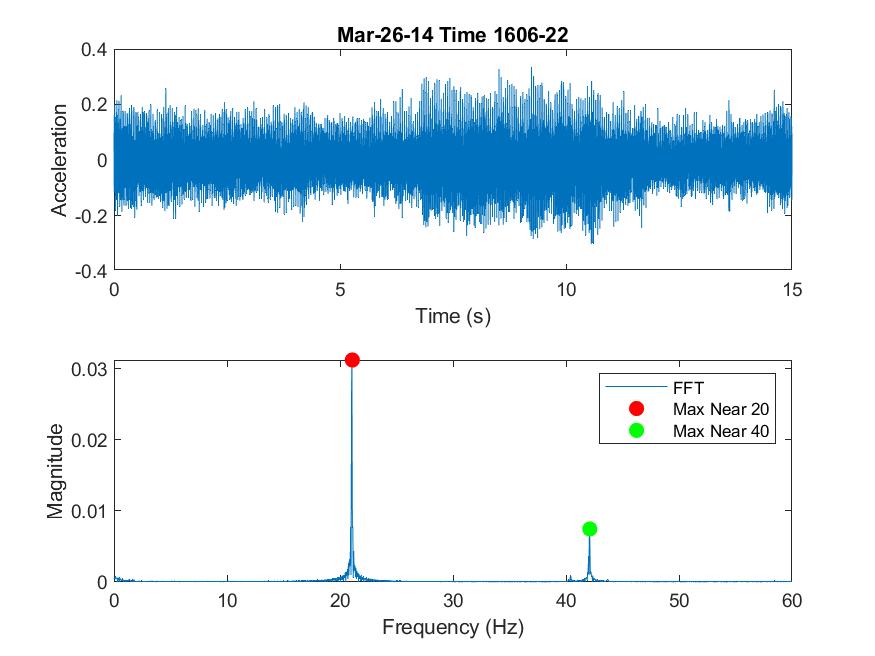 Mar-26-14 Time 1606-22
0.4
0.2
0
-0.2
-0.4
Acceleration
0 5 10 15
Time (s)
0.03
0.02
0.01
0
Magnitude
FFT
Max Near 20
Max Near 40
0 10 20 30 40 50 60
Frequency (Hz)